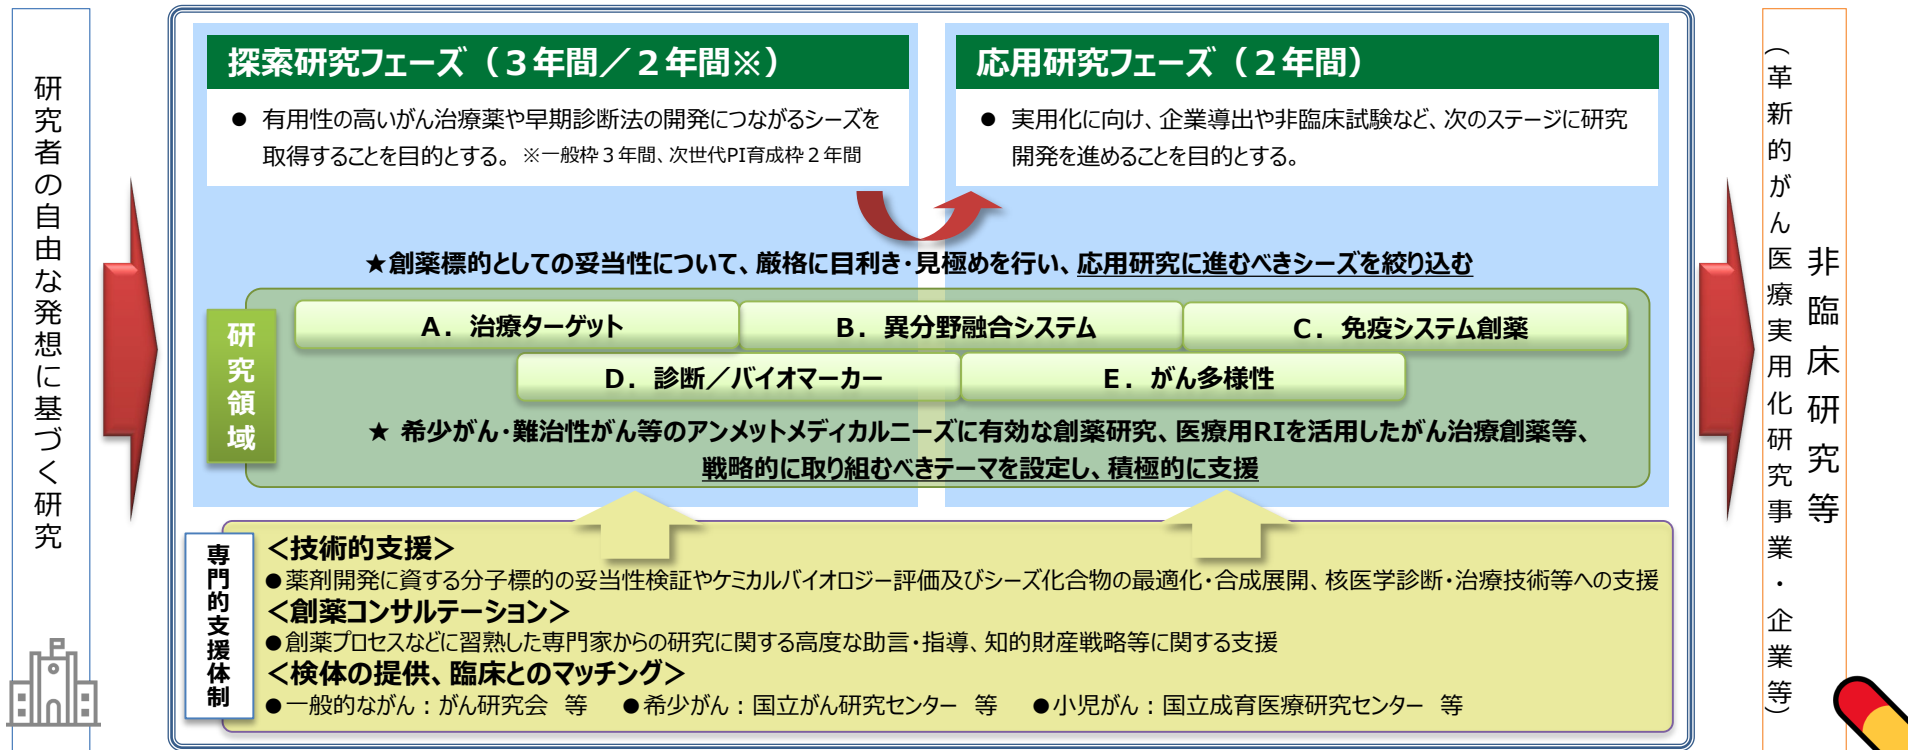 研究者の自由な発想に基づく研究
探索研究フェーズ（３年間／２年間※）
● 有用性の高いがん治療薬や早期診断法の開発につながるシーズを
取得することを目的とする。 ※一般枠３年間、次世代PI育成枠２年間
応用研究フェーズ（２年間）
● 実用化に向け、企業導出や非臨床試験など、次のステージに研究
開発を進めることを目的とする。
★創薬標的としての妥当性について、厳格に目利き・見極めを行い、応用研究に進むべきシーズを絞り込む
研究領域
A．治療ターゲット
B．異分野融合システム
C．免疫システム創薬
D．診断／バイオマーカー
E．がん多様性
★ 希少がん・難治性がん等のアンメットメディカルニーズに有効な創薬研究、医療用RIを活用したがん治療創薬等、
戦略的に取り組むべきテーマを設定し、積極的に支援
専門的支援体制
＜技術的支援＞
●薬剤開発に資する分子標的の妥当性検証やケミカルバイオロジー評価及びシーズ化合物の最適化・合成展開、核医学診断・治療技術等への支援
＜創薬コンサルテーション＞
●創薬プロセスなどに習熟した専門家からの研究に関する高度な助言・指導、知的財産戦略等に関する支援
＜検体の提供、臨床とのマッチング＞
●一般的ながん：がん研究会 等 ●希少がん：国立がん研究センター 等 ●小児がん：国立成育医療研究センター 等
非臨床研究等
（革新的がん医療実用化研究事業・企業等）